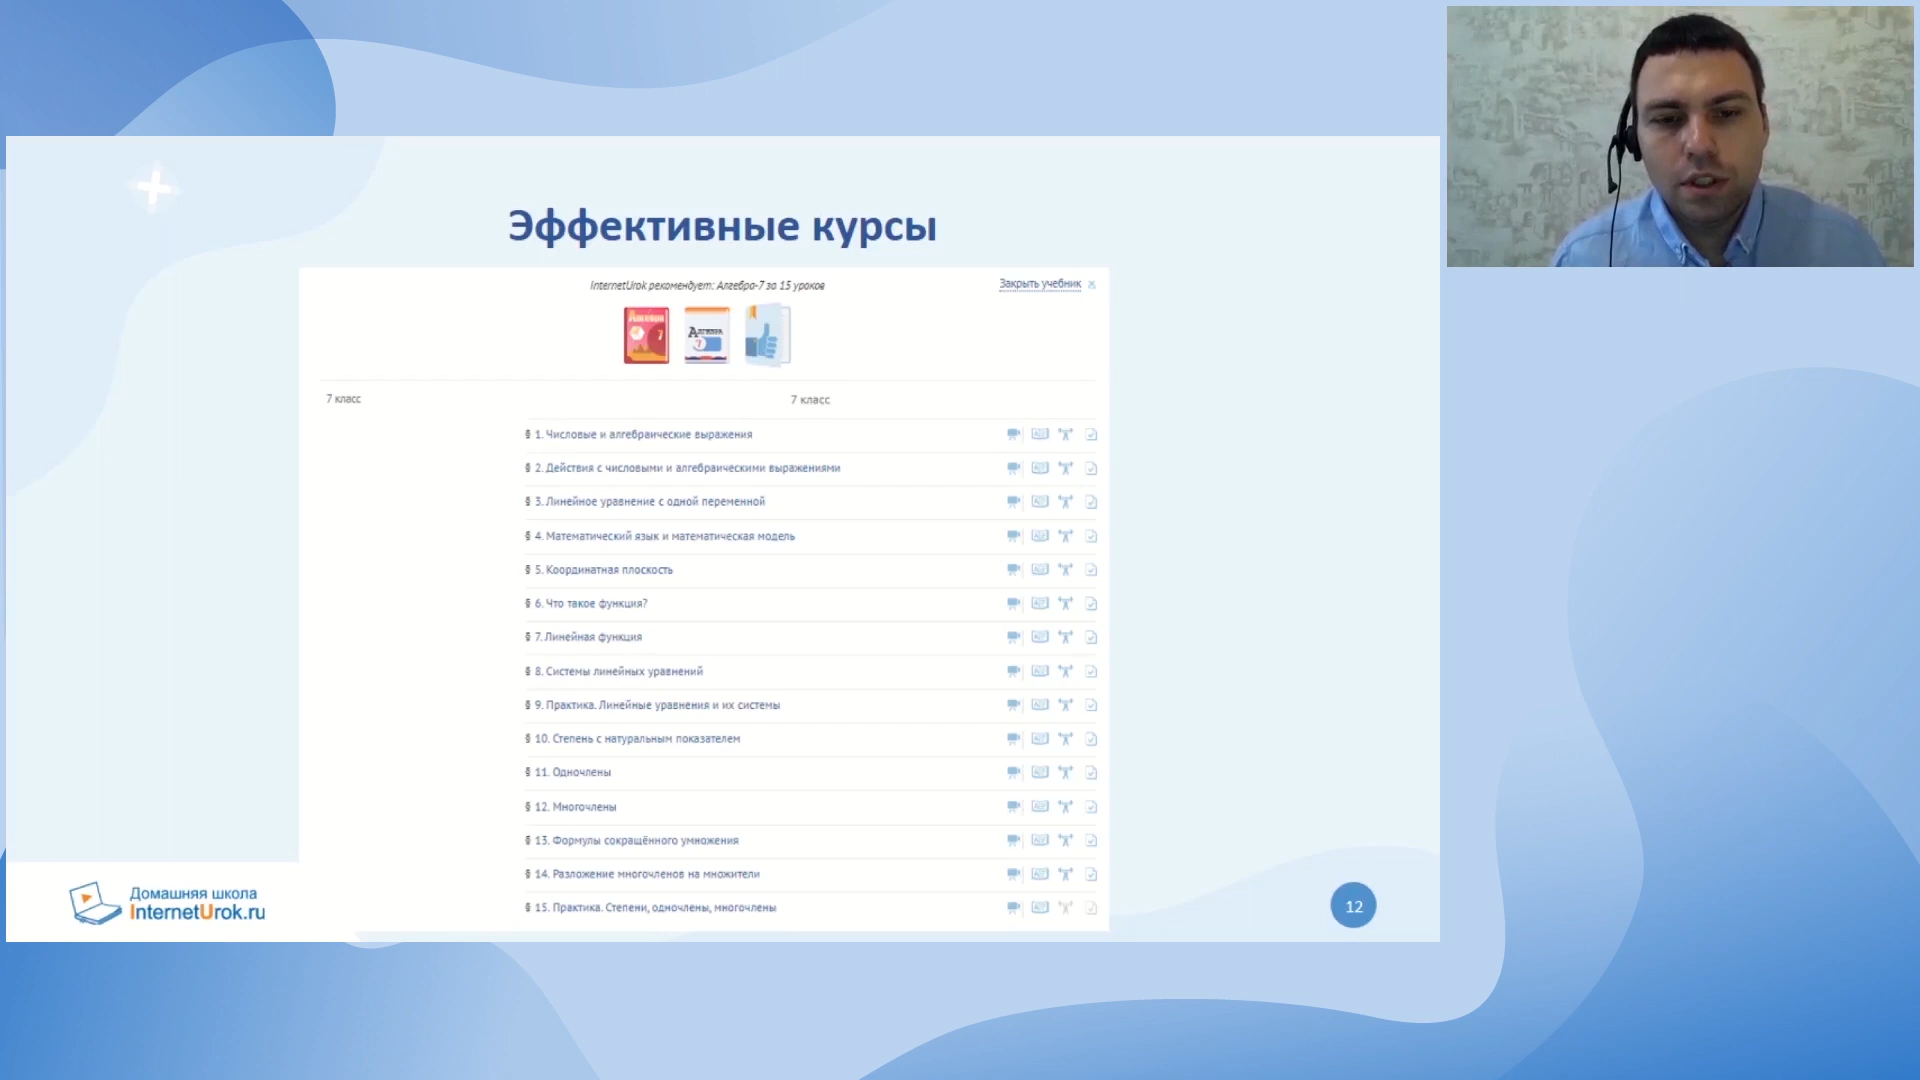 Эффективные курсы
InternetUrok рекомендует: Алгебра-7 за 15 уроков
Закрыть учебник ×
Алгебра
7
Алгебра
7
7 класс
7 класс
§ 1. Числовые и алгебраические выражения
§ 2. Действия с числовыми и алгебраическими выражениями
§ 3. Линейное уравнение с одной переменной
§ 4. Математический язык и математическая модель
§ 5. Координатная плоскость
§ 6. Что такое функция?
§ 7. Линейная функция
§ 8. Системы линейных уравнений
§ 9. Практика. Линейные уравнения и их системы
§ 10. Степень с натуральным показателем
§ 11. Одночлены
§ 12. Многочлены
§ 13. Формулы сокращённого умножения
§ 14. Разложение многочленов на множители
§ 15. Практика. Степени, одночлены, многочлены
Домашняя школа
InternetUrok.ru
12